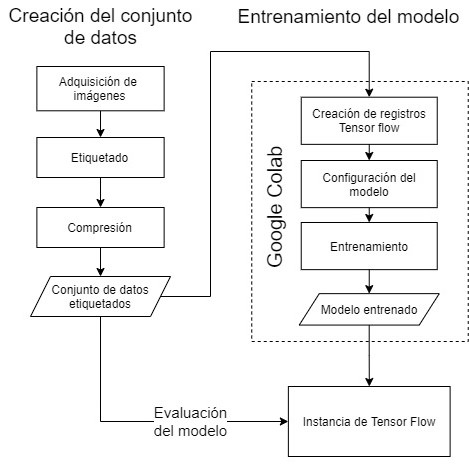 Creación del conjunto
de datos
Adquisición de
imágenes
Etiquetado
Compresión
Conjunto de datos
etiquetados
Entrenamiento del modelo
Google Colab
Creación de registros
Tensor flow
Configuración del
modelo
Entrenamiento
Modelo entrenado
Evaluación
del modelo
Instancia de Tensor Flow